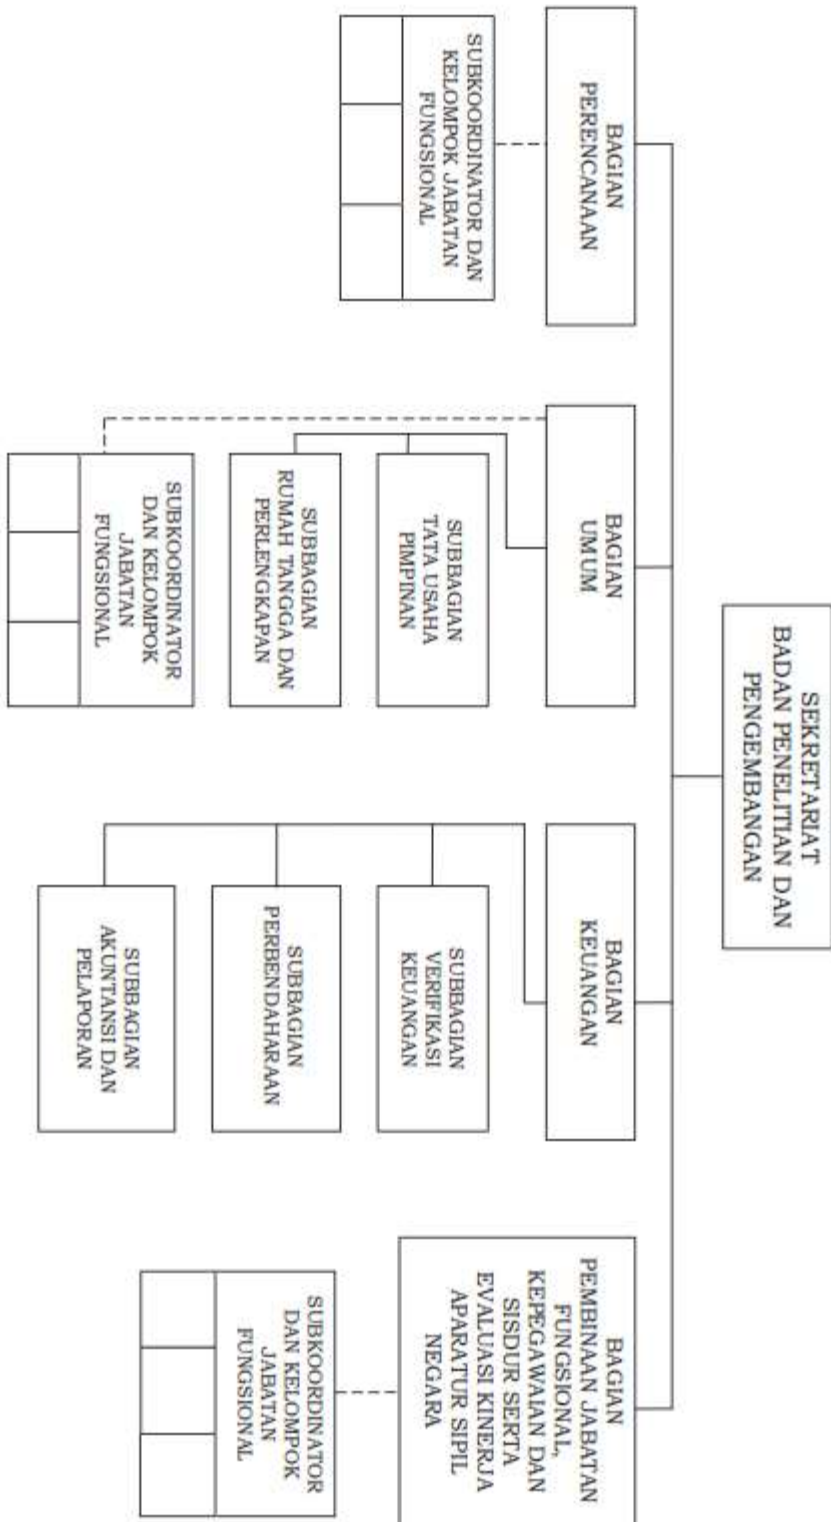 SEKRETARIAT
BADAN PENELITIAN DAN
PENGEMBANGAN
BAGIAN
PERENCANAAN
SUBKOORDINATOR DAN
KELOMPOK JABATAN
FUNGSIONAL
BAGIAN
UMUM
SUBBAGIAN
TATA USAHA
PIMPINAN
SUBBAGIAN
RUMAH TANGGA DAN
PERLENGKAPAN
SUBKOORDINATOR
DAN KELOMPOK
JABATAN
FUNGSIONAL
BAGIAN
KEUANGAN
SUBBAGIAN
VERIFIKASI
KEUANGAN
SUBBAGIAN
PERBENDAHARAAN
SUBBAGIAN
AKUNTANSI DAN
PELAPORAN
BAGIAN
PEMBINAAN JABATAN
FUNGSIONAL,
KEPEGAWAIAN DAN
SISDUR SERTA
EVALUASI KINERJA
APARATUR SIPIL
NEGARA
SUBKOORDINATOR
DAN KELOMPOK
JABATAN
FUNGSIONAL